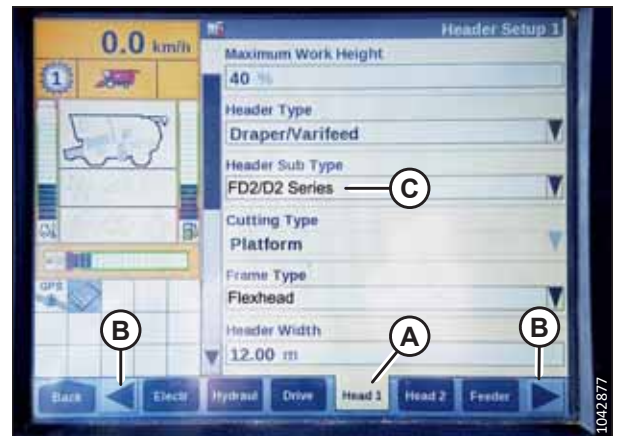 0.0 km/h
Header Setup 1
1
Maximum Work Height
40 %
Header Type
Draper/Varifeed
Header Sub Type
FD2/D2 Series
C
Cutting Type
Platform
Frame Type
Flexhead
GPS
Header Width
12.00 m
B
A
B
Back Electr Hydraul Drive Head 1 Head 2 Feeder
1042877